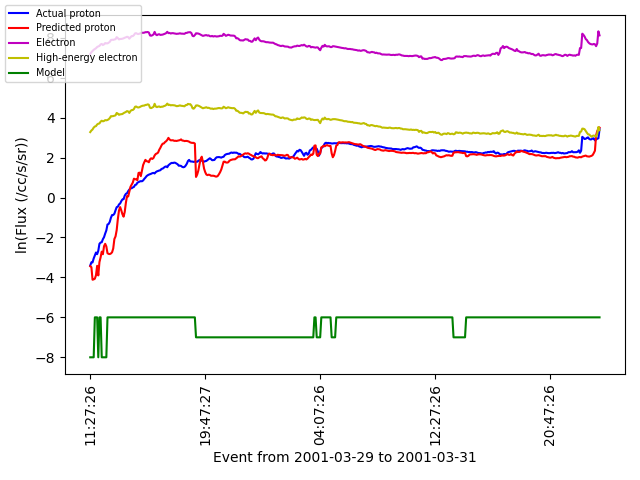 Actual proton
Predicted proton
Electron
High-energy electron
Model
8
6
4
2
0
−2
−4
−6
−8
ln(Flux (/cc/s/sr))
11:27:26
19:47:27
04:07:26
12:27:26
20:47:26
Event from 2001-03-29 to 2001-03-31